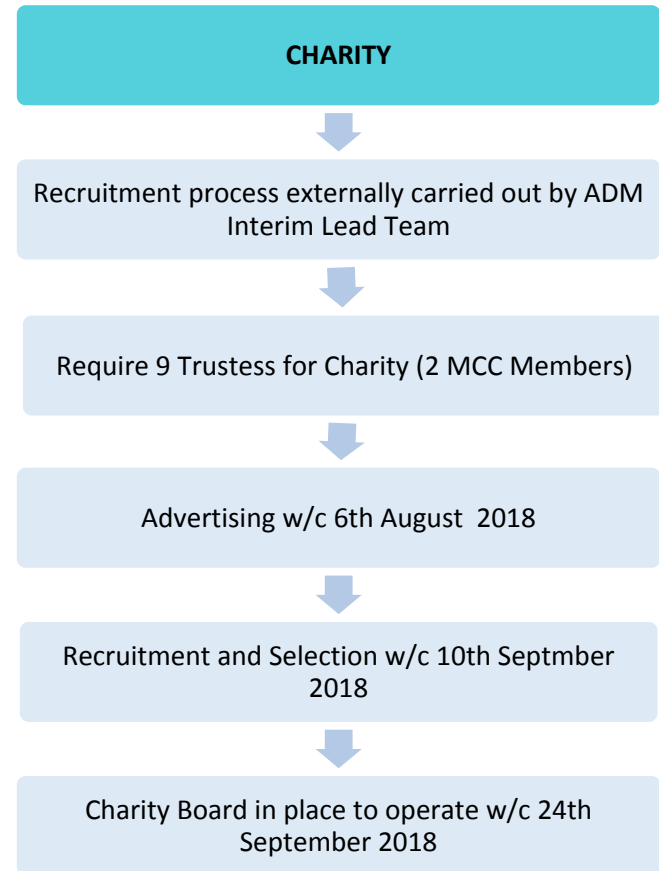 CHARITY
Recruitment process externally carried out by ADM
Interim Lead Team
Require 9 Trustess for Charity (2 MCC Members)
Advertising w/c 6th August  2018
Recruitment and Selection w/c 10th Septmber
2018
Charity Board in place to operate w/c 24th
September 2018